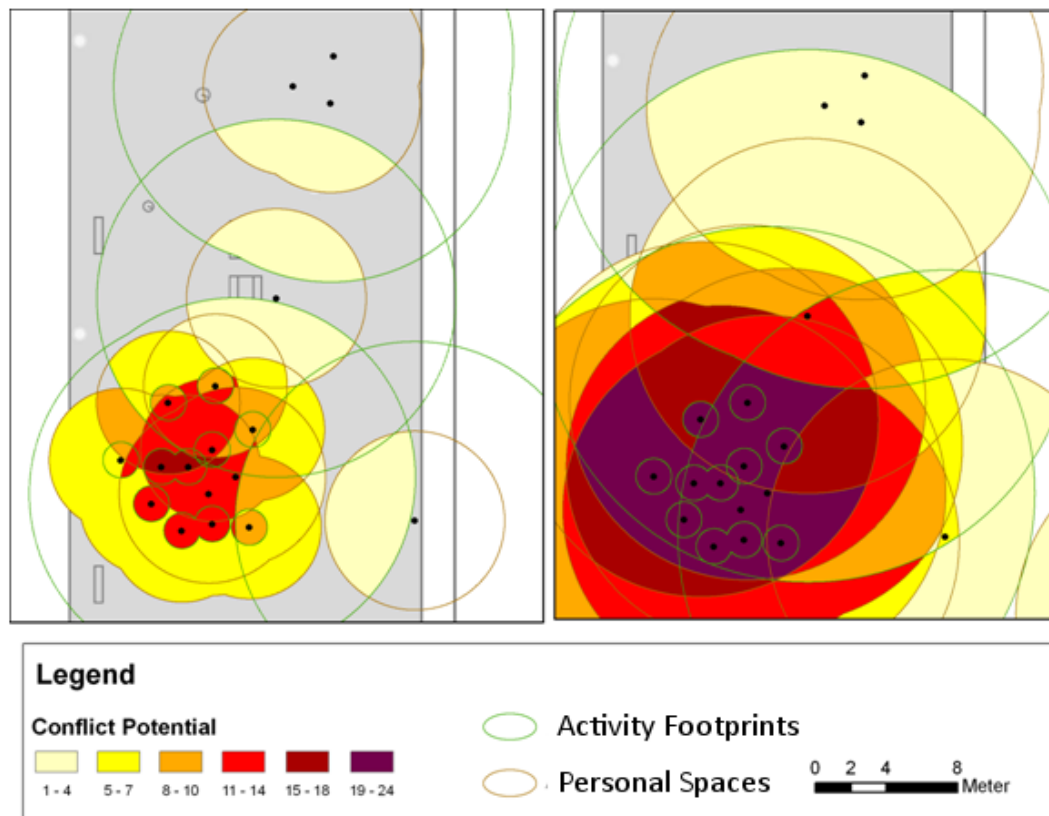 Legend
Conflict Potential
1 - 4 5 - 7 8 - 10 11 - 14 15 - 18 19 - 24
Activity Footprints
Personal Spaces
0 2 4 8
Meter